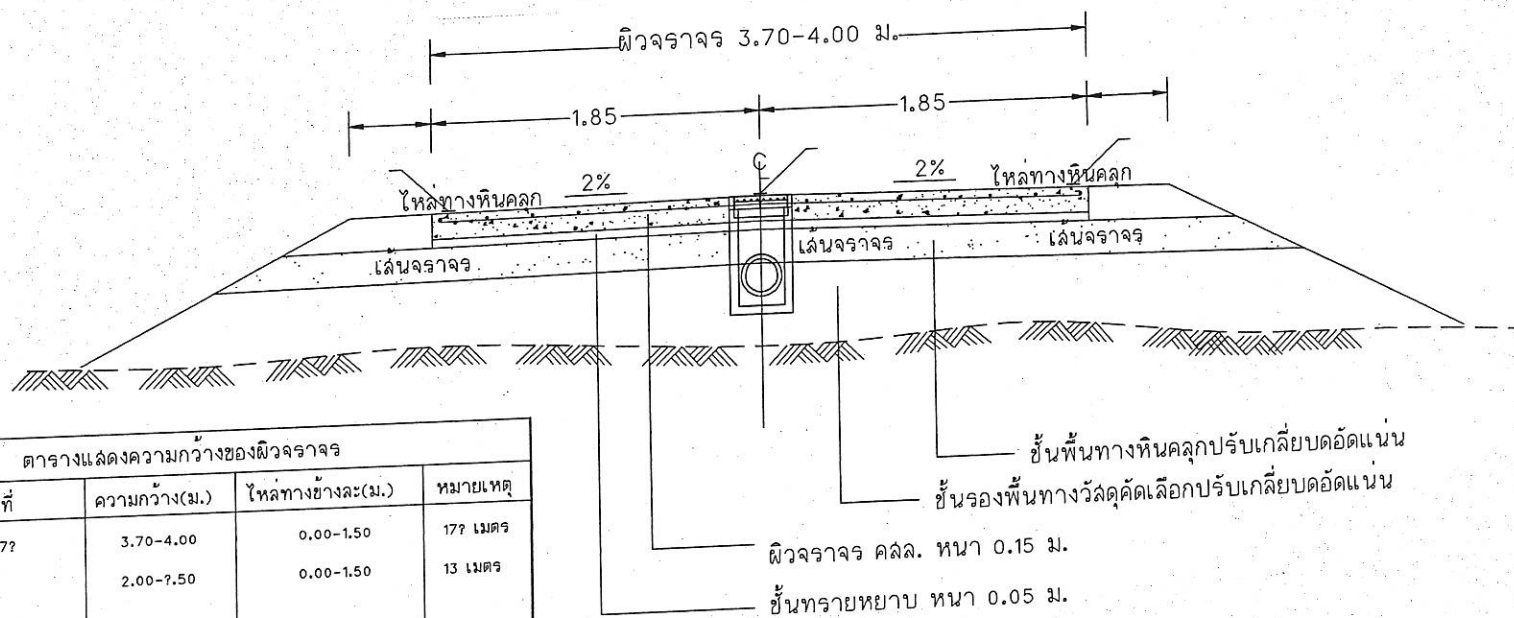 ผิวจราจร 3.70-4.00 ม.
1.85 1.85
2% ℄ 2%
ไหล่ทางหินคลุก ไหล่ทางหินคลุก
เส้นจราจร เส้นจราจร เส้นจราจร
ชั้นพื้นทางหินคลุกปรับเกลี่ยบดอัดแน่น
ชั้นรองพื้นทางวัสดุคัดเลือกปรับเกลี่ยบดอัดแน่น
ผิวจราจร คสล. หนา 0.15 ม.
ชั้นทรายหยาบ หนา 0.05 ม.
ตารางแสดงความกว้างของผิวจราจร
ที่ ความกว้าง(ม.) ไหล่ทางข้างละ(ม.) หมายเหตุ
7? 3.70-4.00 0.00-1.50 17? เมตร
2.00-?.50 0.00-1.50 13 เมตร